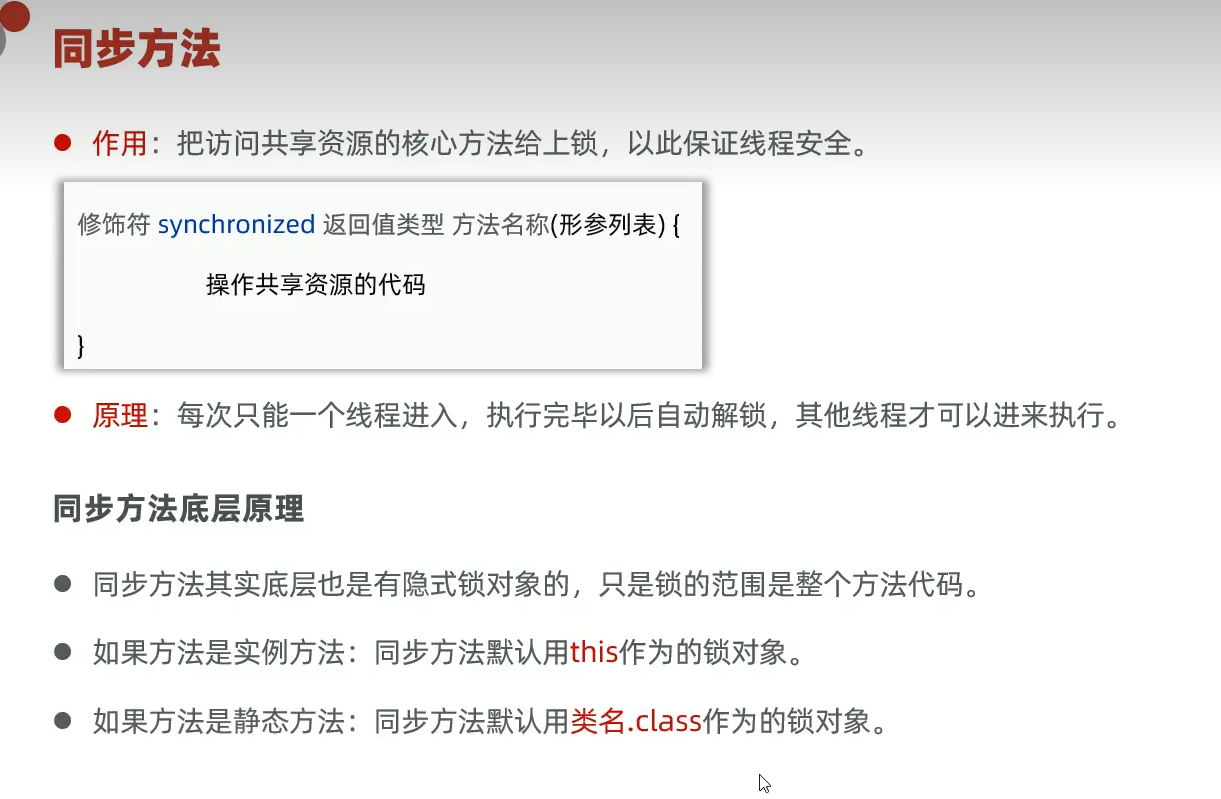 同步方法
作用：把访问共享资源的核心方法给上锁，以此保证线程安全。
修饰符 synchronized 返回值类型 方法名称(形参列表) {
操作共享资源的代码
}
原理：每次只能一个线程进入，执行完毕以后自动解锁，其他线程才可以进来执行。
同步方法底层原理
同步方法其实底层也是有隐式锁对象的，只是锁的范围是整个方法代码。
如果方法是实例方法：同步方法默认用this作为的锁对象。
如果方法是静态方法：同步方法默认用类名.class作为的锁对象。